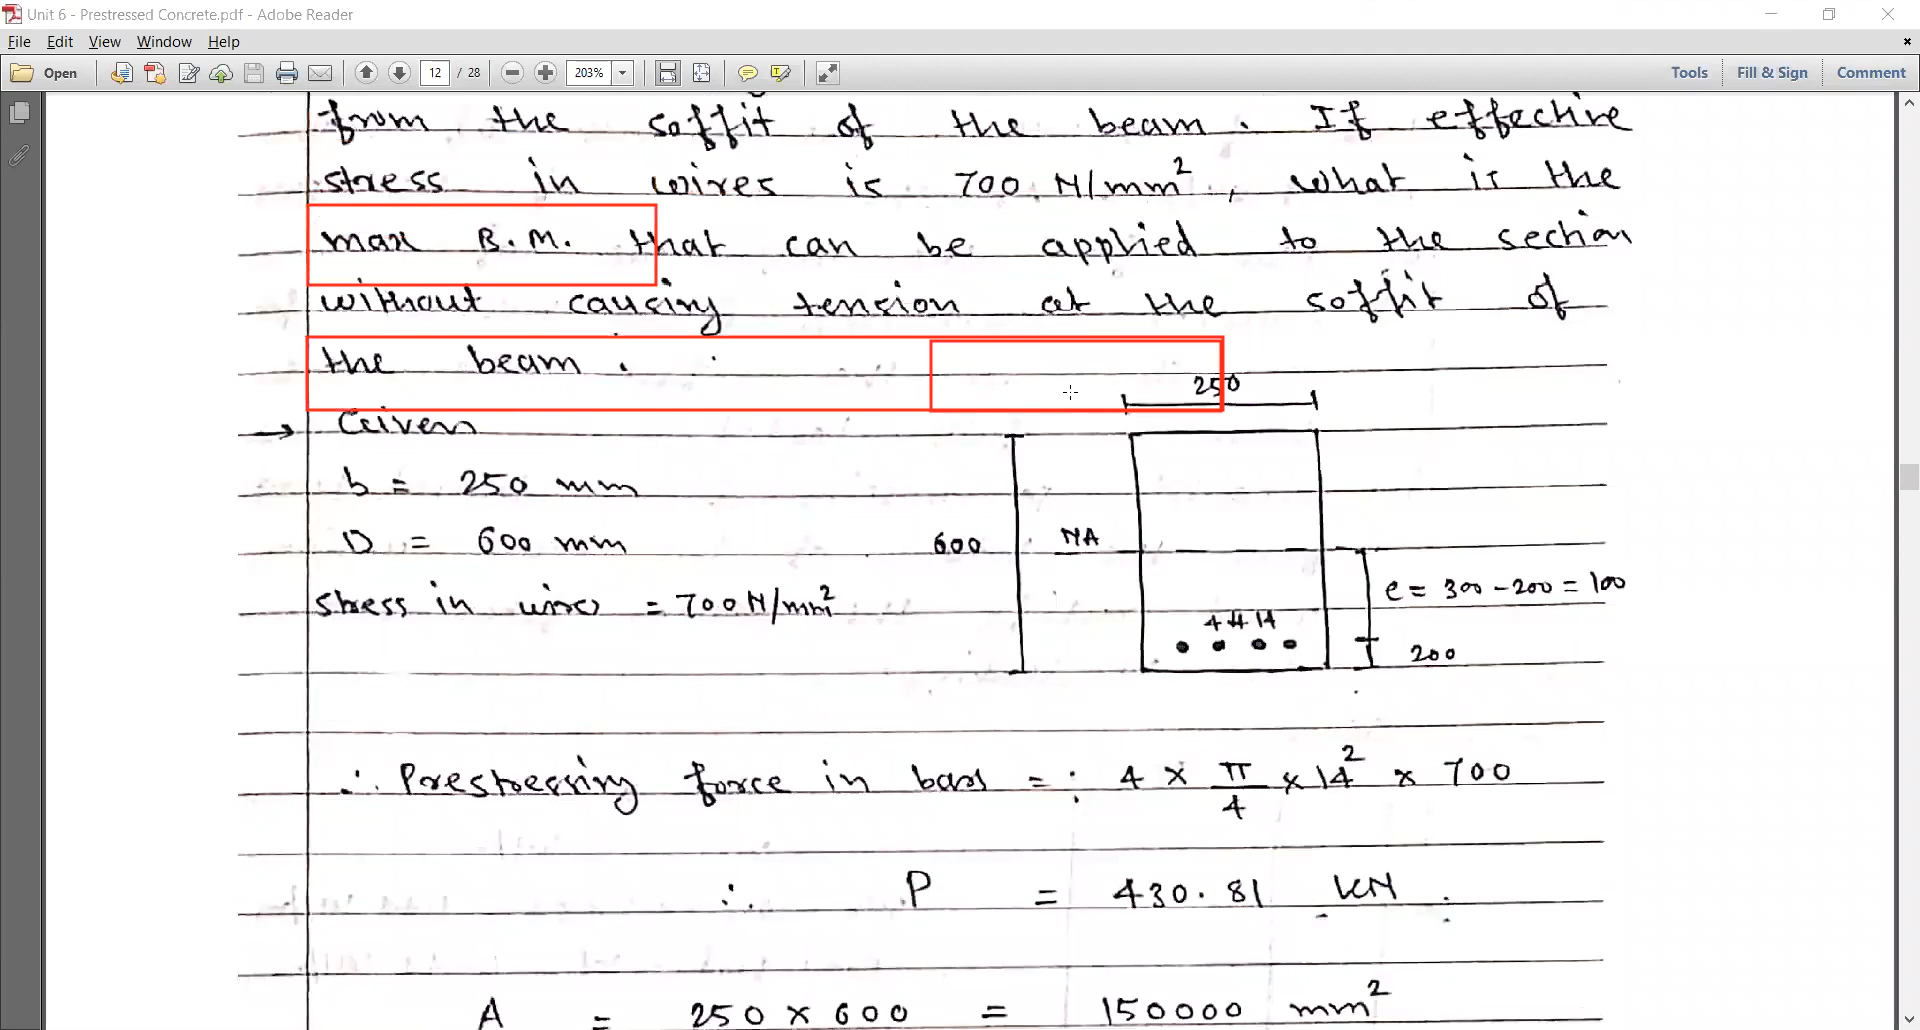 Unit 6 - Prestressed Concrete.pdf - Adobe Reader
File Edit View Window Help
Open 12 / 28 203% Tools Fill & Sign Comment
from the soffit of the beam. If effective
stress in wires is 700 N/mm², what is the
max B.M. that can be applied to the section
without causing tension at the soffit of
the beam.
250
→ Given
b = 250 mm
D = 600 mm
600 NA
e = 300 - 200 = 100
stress in wires = 700 N/mm²
4 # 14
200
∴ Prestressing force in bars = 4 × π/4 × 14² × 700
∴ P = 430.81 kN
A = 250 × 600 = 150000 mm²